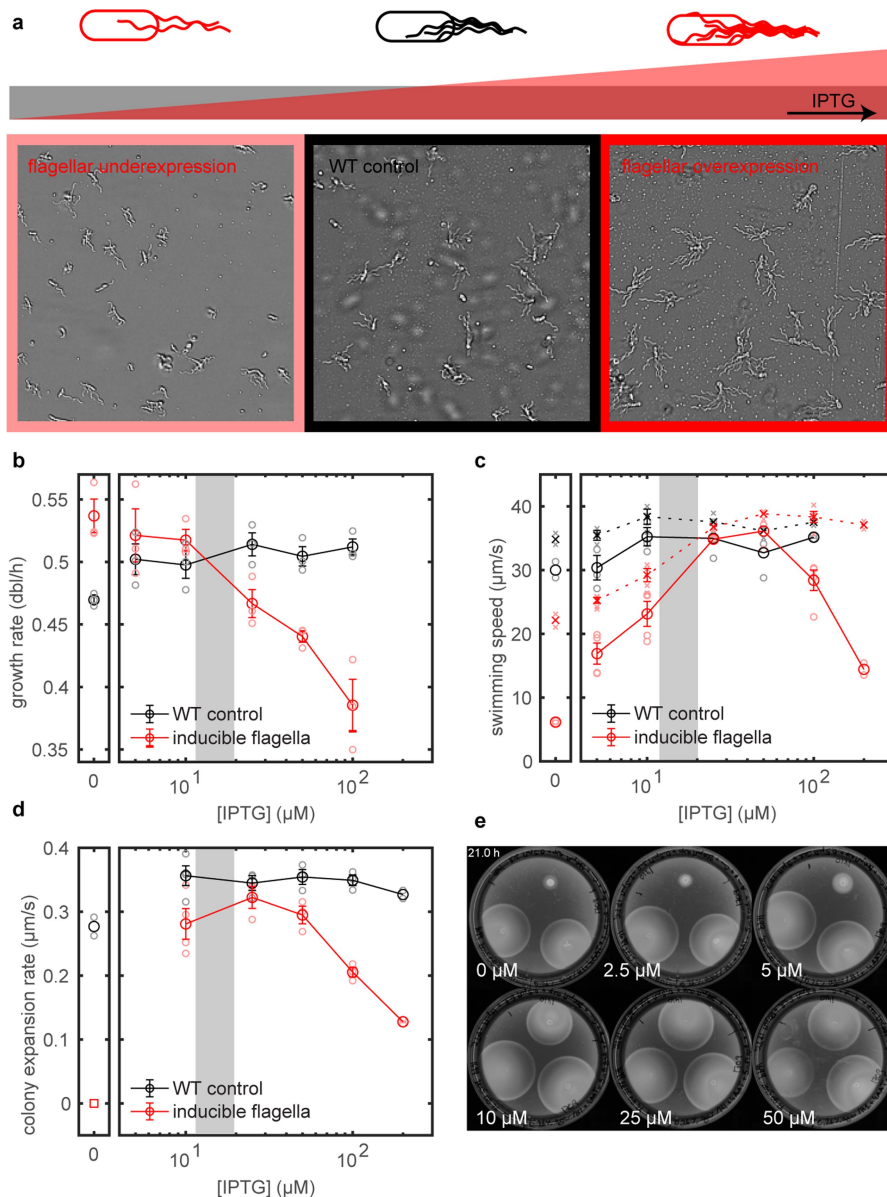 a
IPTG
flagellar underexpression
WT control
flagellar overexpression
b
growth rate (dbl/h)
0.55
0.5
0.45
0.4
0.35
WT control
inducible flagella
0
10¹
10²
[IPTG] (µM)
c
swimming speed (µm/s)
40
30
20
10
0
WT control
inducible flagella
0
10¹
10²
[IPTG] (µM)
d
colony expansion rate (µm/s)
0.4
0.3
0.2
0.1
0
WT control
inducible flagella
0
10¹
10²
[IPTG] (µM)
e
21.0 h
0 µM
2.5 µM
5 µM
10 µM
25 µM
50 µM